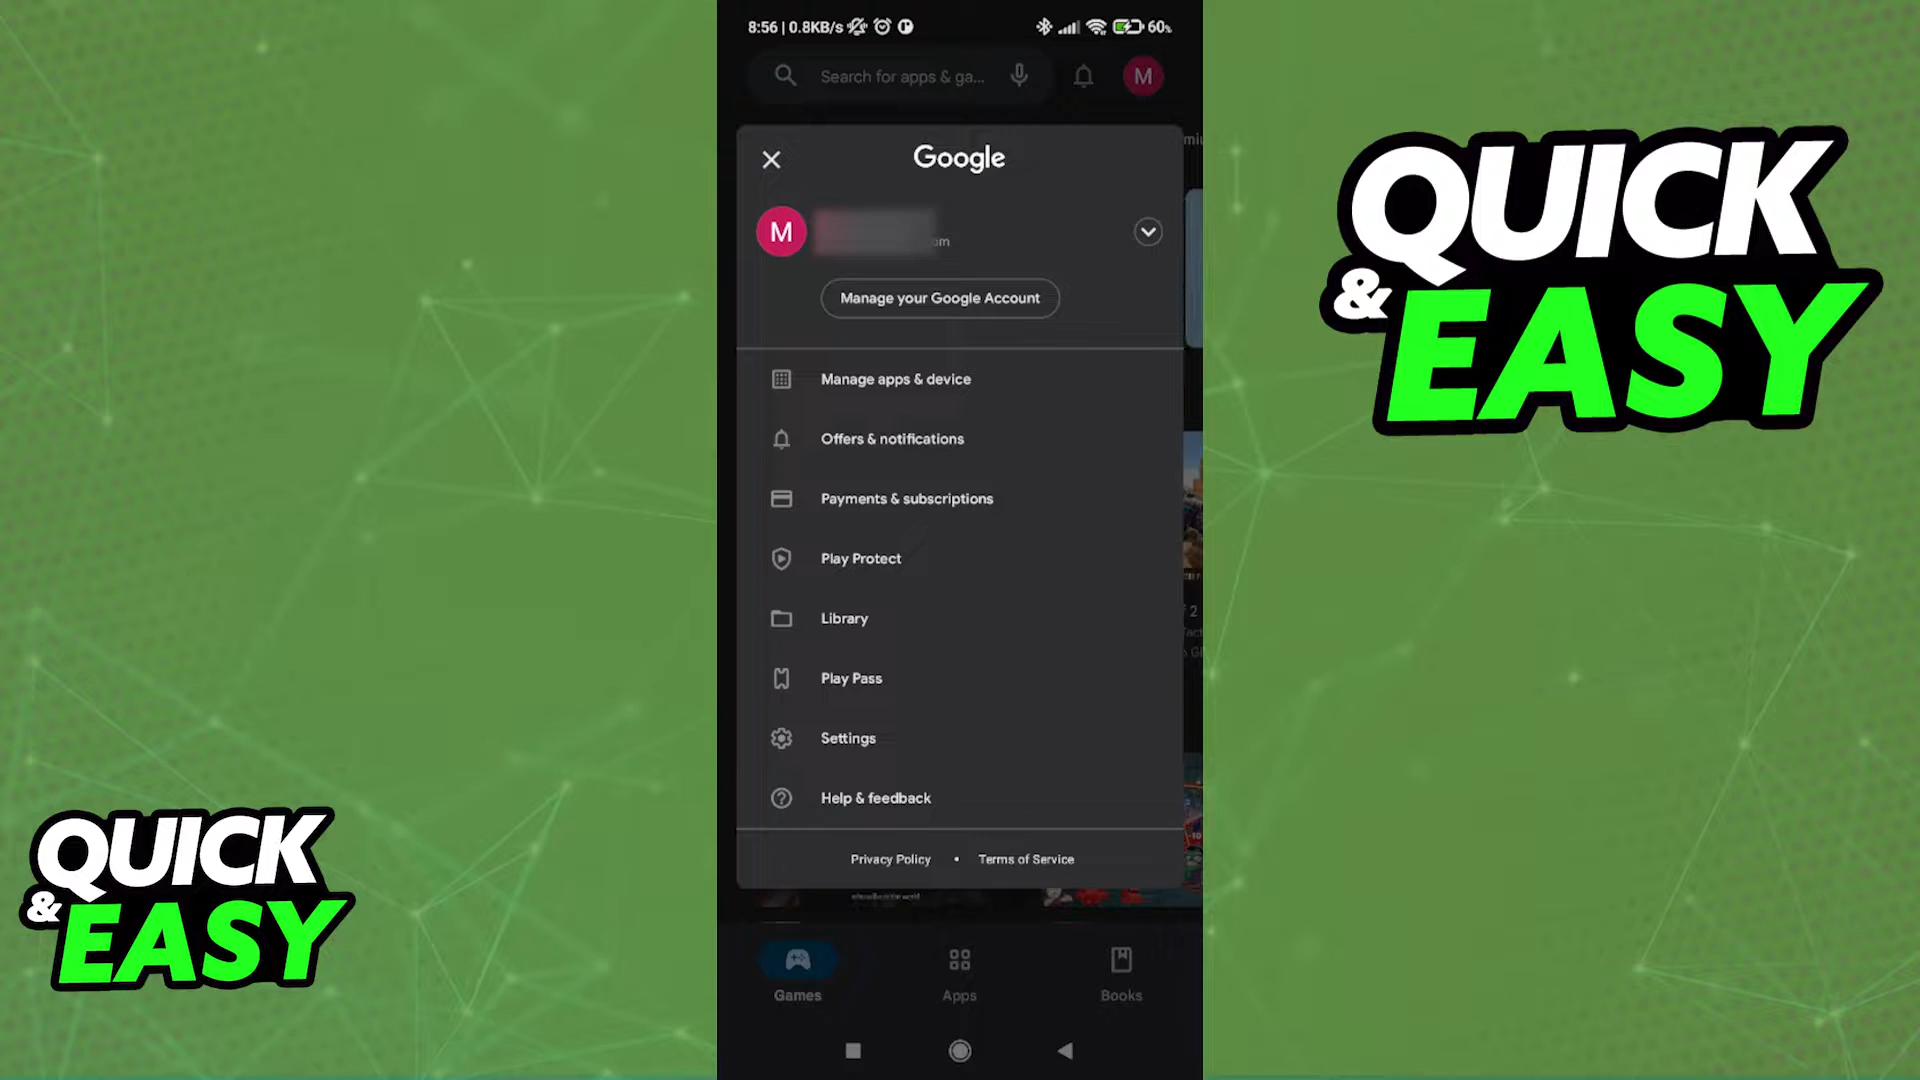 8:56 | 0.8KB/s
60%
Search for apps & ga...
M
Google
M
om
Manage your Google Account
Manage apps & device
Offers & notifications
Payments & subscriptions
Play Protect
Library
Play Pass
Settings
Help & feedback
Privacy Policy • Terms of Service
Games
Apps
Books
QUICK
& EASY
QUICK
& EASY